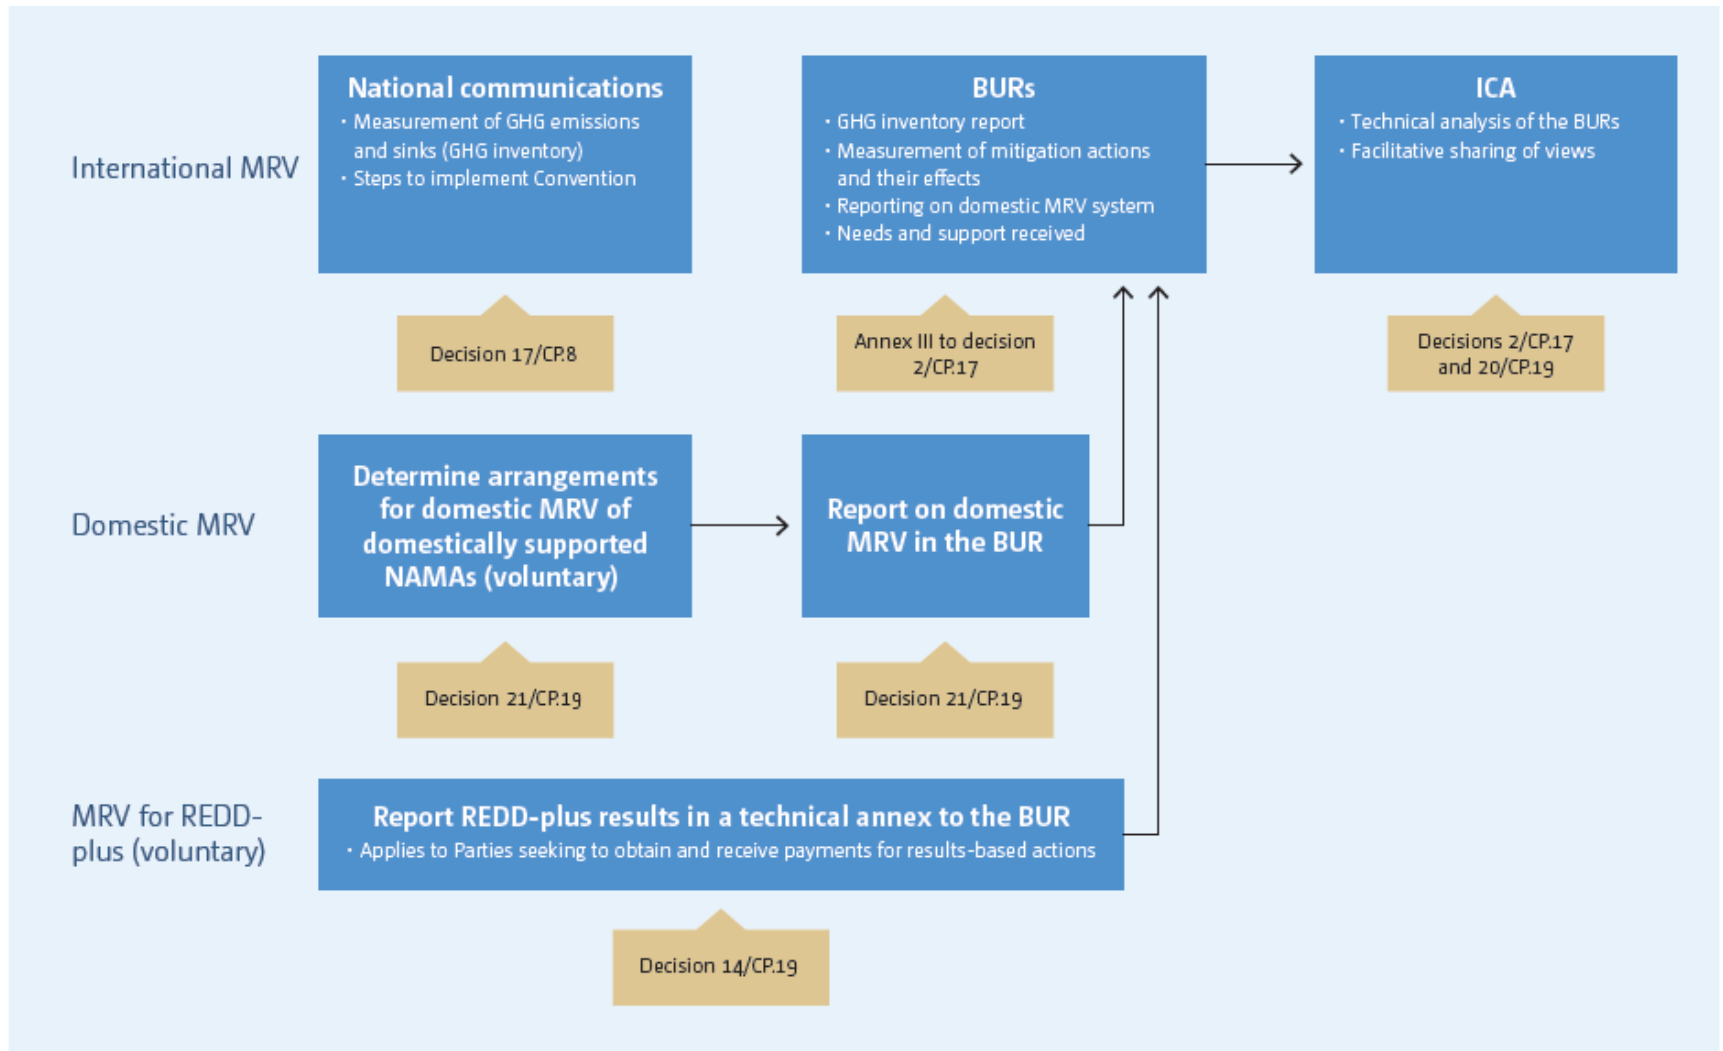 International MRV
National communications
• Measurement of GHG emissions
and sinks (GHG inventory)
• Steps to implement Convention
BURs
• GHG inventory report
• Measurement of mitigation actions
and their effects
• Reporting on domestic MRV system
• Needs and support received
ICA
• Technical analysis of the BURs
• Facilitative sharing of views
Decision 17/CP.8
Annex III to decision
2/CP.17
Decisions 2/CP.17
and 20/CP.19
Domestic MRV
Determine arrangements
for domestic MRV of
domestically supported
NAMAs (voluntary)
Report on domestic
MRV in the BUR
Decision 21/CP.19
Decision 21/CP.19
MRV for REDD-
plus (voluntary)
Report REDD-plus results in a technical annex to the BUR
• Applies to Parties seeking to obtain and receive payments for results-based actions
Decision 14/CP.19